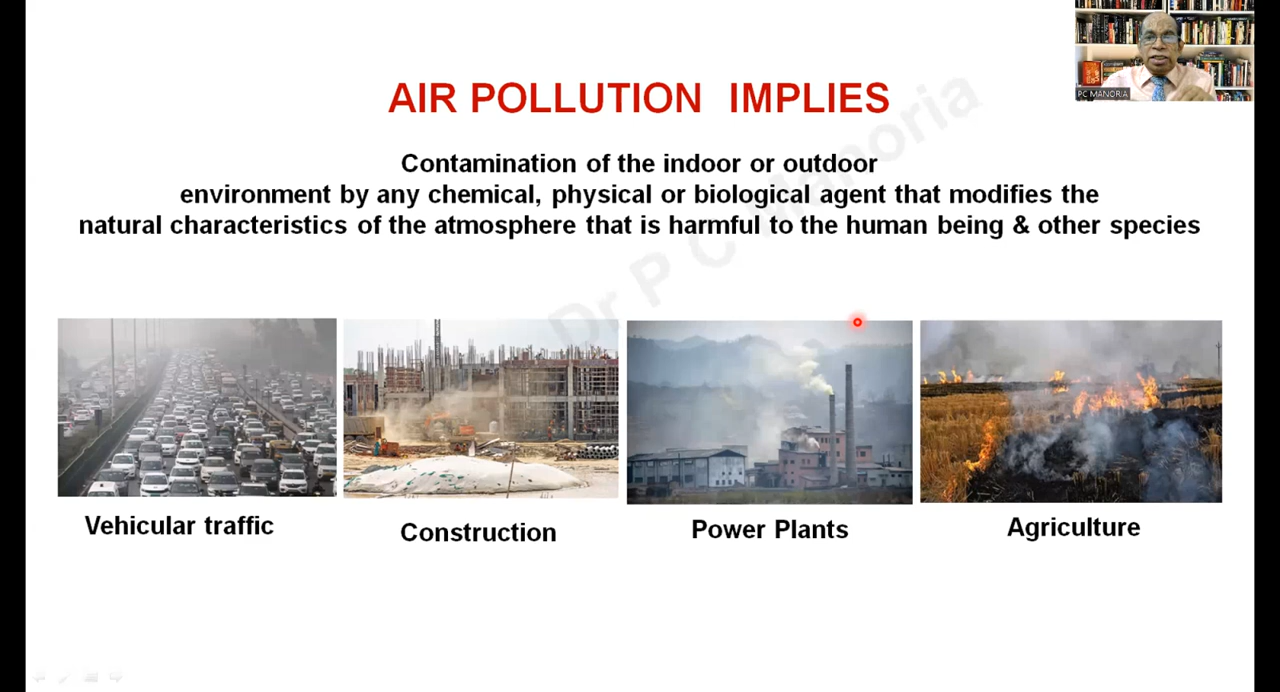 AIR POLLUTION IMPLIES
Contamination of the indoor or outdoor
environment by any chemical, physical or biological agent that modifies the
natural characteristics of the atmosphere that is harmful to the human being & other species
Dr P C Manoria
PC MANORIA
Vehicular traffic
Construction
Power Plants
Agriculture